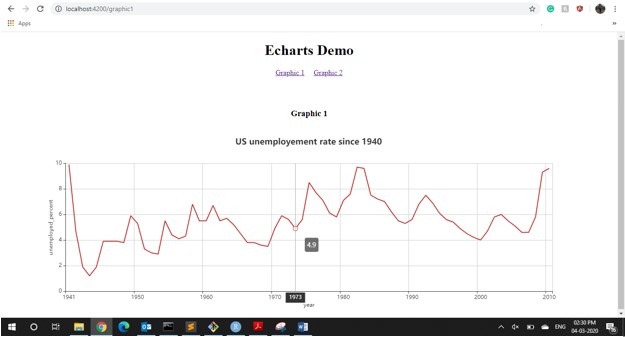 localhost:4200/graphic1
Apps
»
Echarts Demo
Graphic 1 Graphic 2
Graphic 1
US unemployement rate since 1940
unemployed_percent
10
8
6
4
2
0
4.9
1941 1950 1960 1970 1973 1980 1990 2000 2010
year
ENG
02:30 PM
04-03-2020